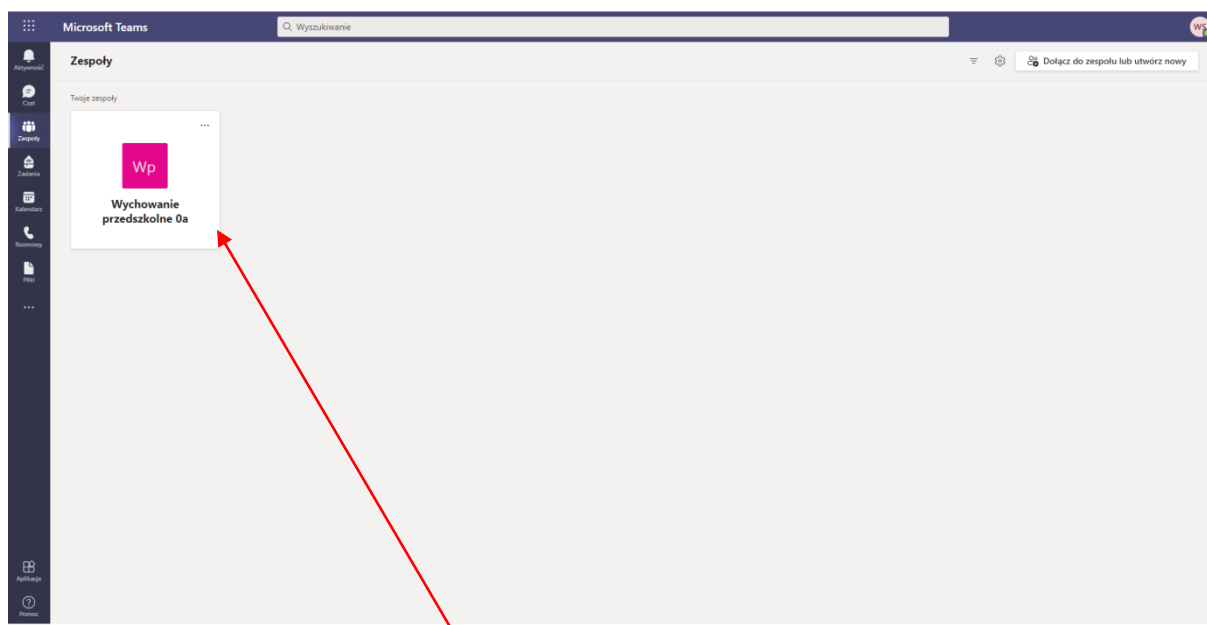 Microsoft Teams
Wyszukiwanie
WS
Aktywność
Czat
Zespoły
Zadania
Kalendarz
Rozmowy
Pliki
...
Aplikacje
Pomoc
Zespoły
Dołącz do zespołu lub utwórz nowy
Twoje zespoły
...
Wp
Wychowanie
przedszkolne 0a